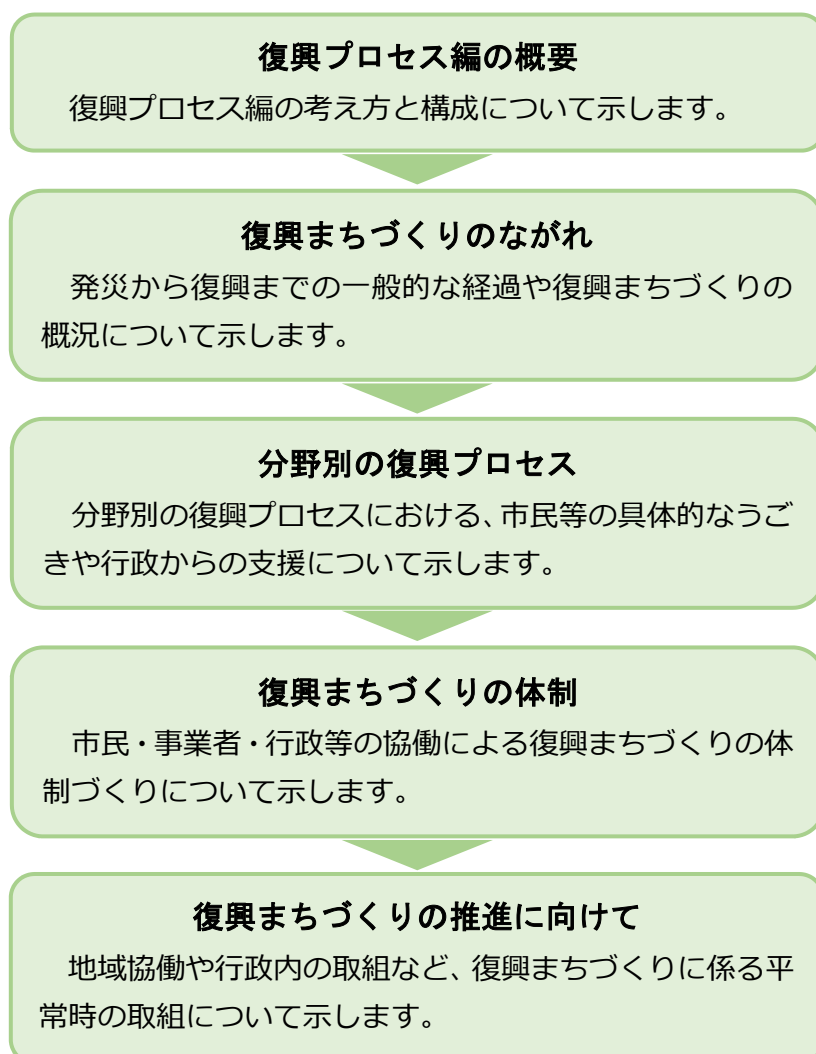 復興プロセス編の概要
復興プロセス編の考え方と構成について示します。
復興まちづくりのながれ
発災から復興までの一般的な経過や復興まちづくりの
概況について示します。
分野別の復興プロセス
分野別の復興プロセスにおける、市民等の具体的なうご
きや行政からの支援について示します。
復興まちづくりの体制
市民・事業者・行政等の協働による復興まちづくりの体
制づくりについて示します。
復興まちづくりの推進に向けて
地域協働や行政内の取組など、復興まちづくりに係る平
常時の取組について示します。